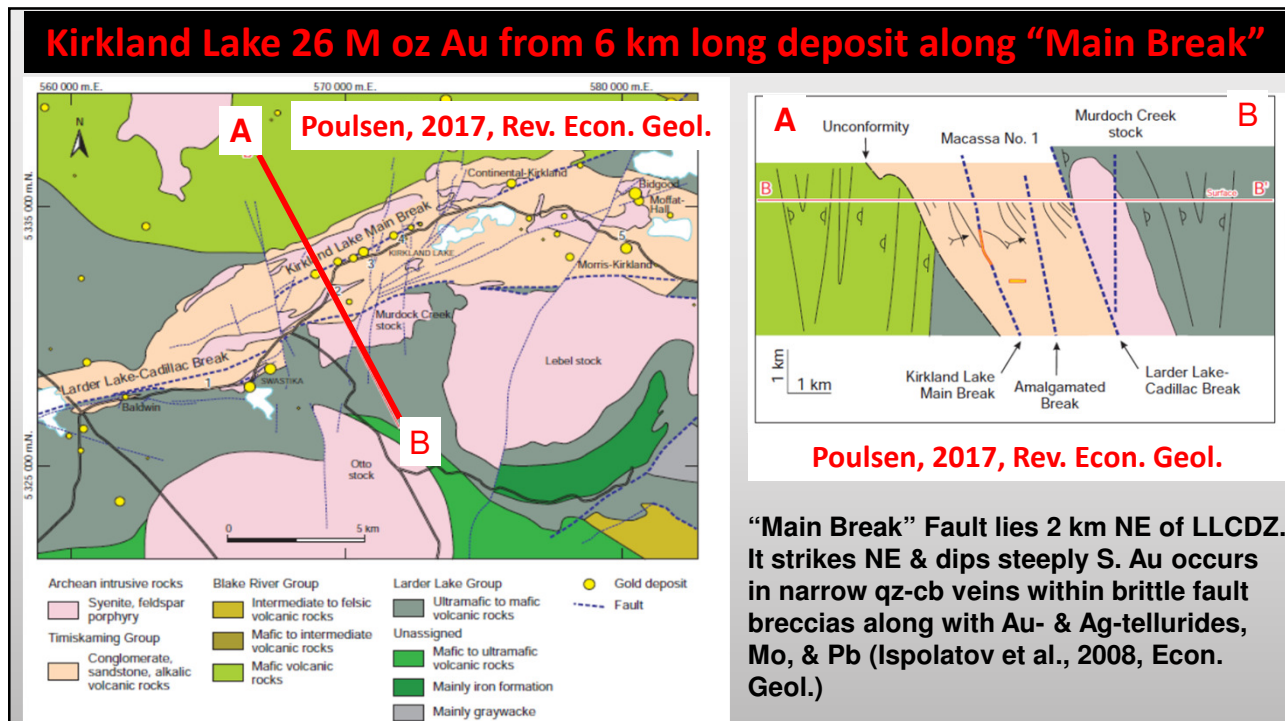 Kirkland Lake 26 M oz Au from 6 km long deposit along “Main Break”
560 000 m.E.
570 000 m.E.
580 000 m.E.
N
A
Poulsen, 2017, Rev. Econ. Geol.
Continental-Kirkland
Bidgood
Moffat-
Hall
5 335 000 m.N.
Kirkland Lake Main Break
4
5
KIRKLAND LAKE
3
Morris-Kirkland
2
Murdock Creek
stock
Lebel stock
Larder Lake-Cadillac Break
1
SWASTIKA
Baldwin
B
Otto
stock
5 325 000 m.N.
0
5 km
Archean intrusive rocks
Syenite, feldspar
porphyry
Timiskaming Group
Conglomerate,
sandstone, alkalic
volcanic rocks
Blake River Group
Intermediate to felsic
volcanic rocks
Mafic to intermediate
volcanic rocks
Mafic volcanic
rocks
Larder Lake Group
Ultramafic to mafic
volcanic rocks
Unassigned
Mafic to ultramafic
volcanic rocks
Mainly iron formation
Mainly graywacke
Gold deposit
Fault
A
B
Unconformity
Macassa No. 1
Murdoch Creek
stock
B
Surface
B'
1 km
1 km
Kirkland Lake
Main Break
Amalgamated
Break
Larder Lake-
Cadillac Break
Poulsen, 2017, Rev. Econ. Geol.
“Main Break” Fault lies 2 km NE of LLCDZ.
It strikes NE & dips steeply S. Au occurs
in narrow qz-cb veins within brittle fault
breccias along with Au- & Ag-tellurides,
Mo, & Pb (Ispolatov et al., 2008, Econ.
Geol.)